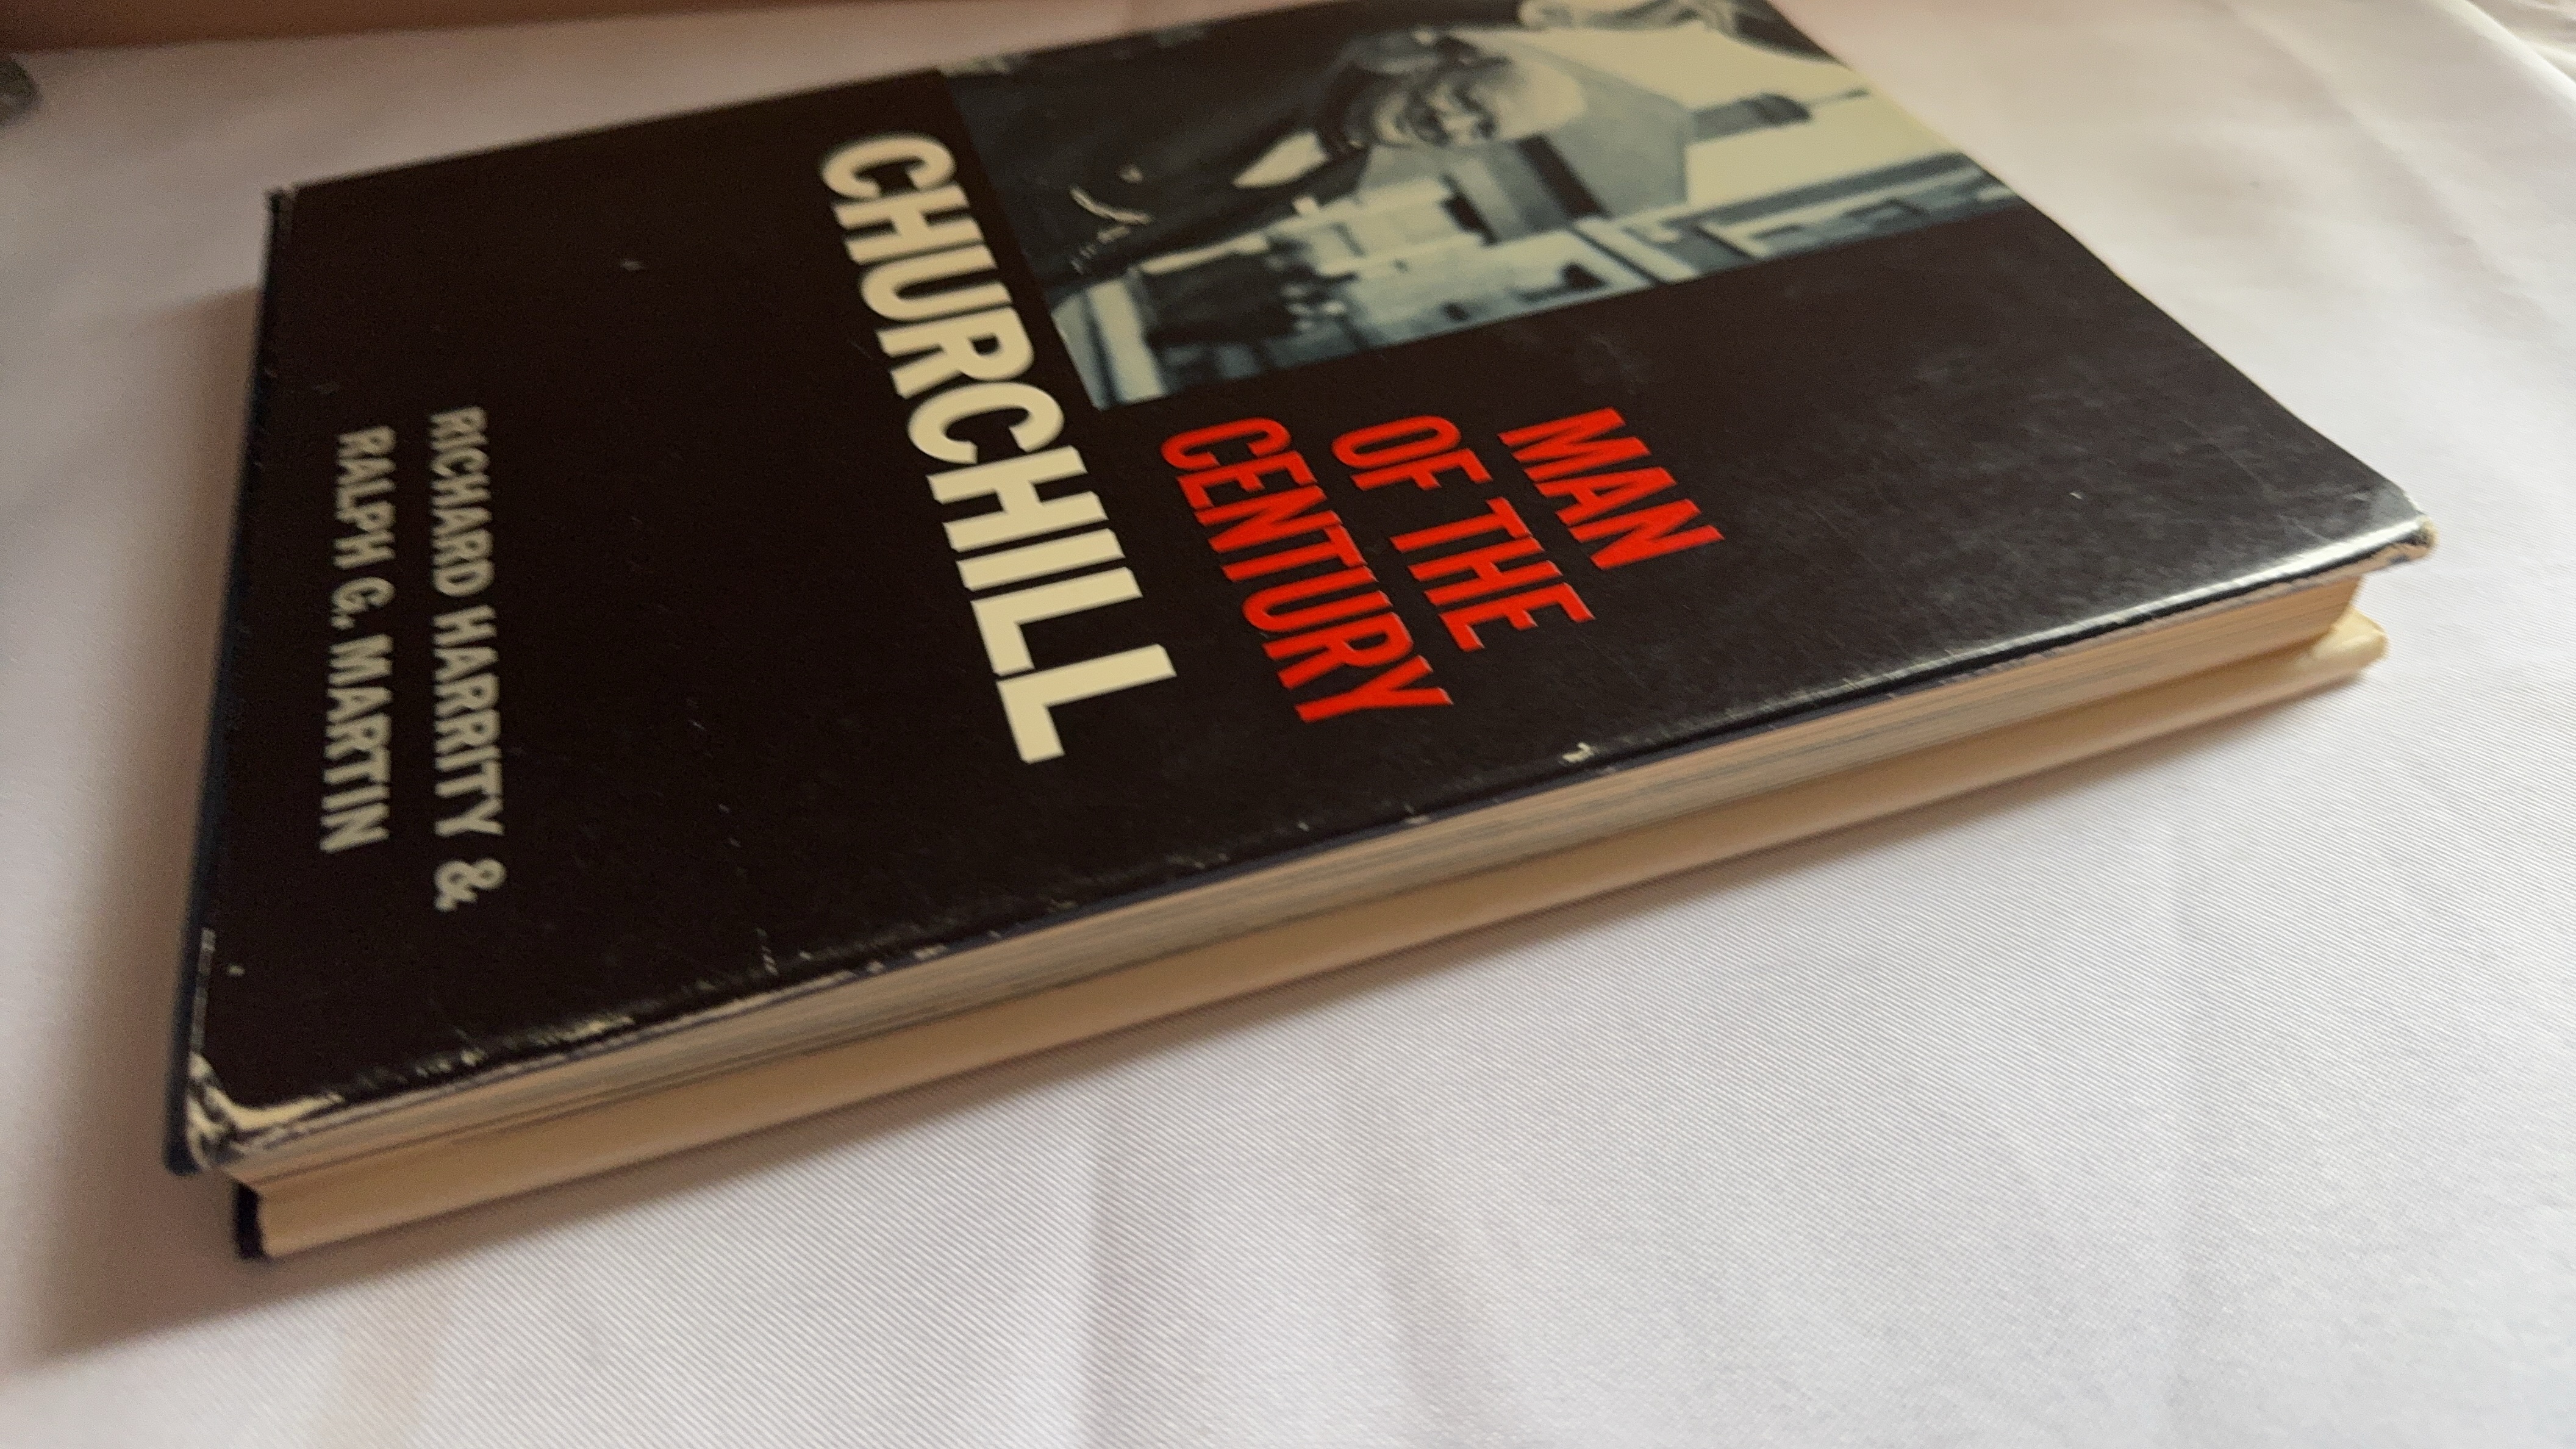 MAN
OF THE
CENTURY
CHURCHILL
RICHARD HARRITY &
RALPH G. MARTIN